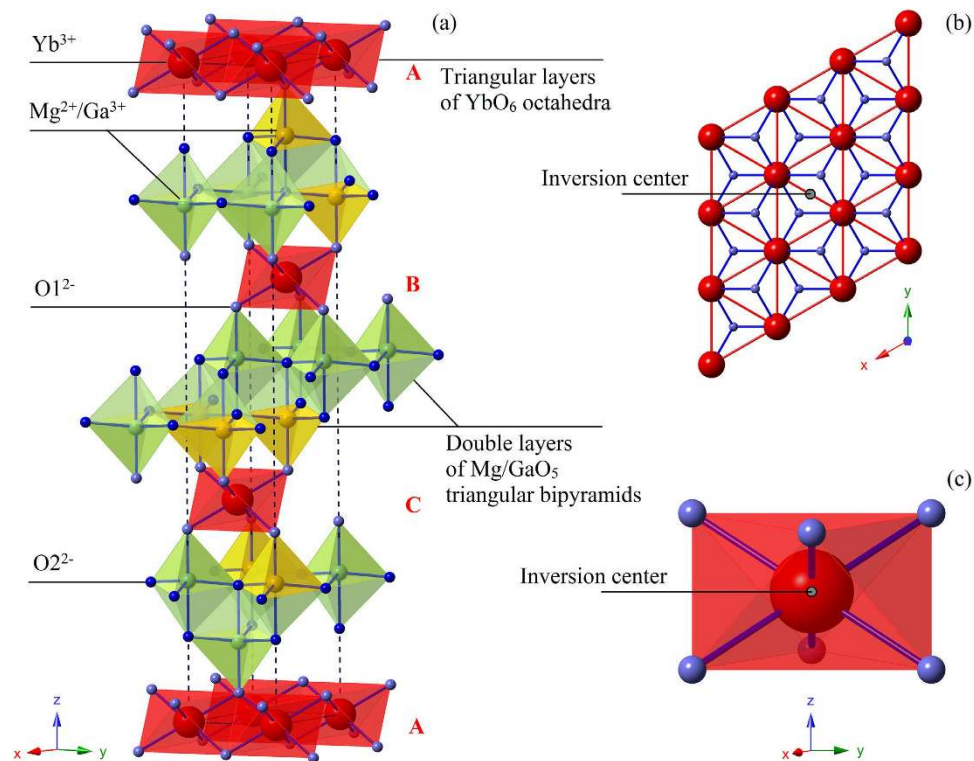 (a)
Yb³⁺
A
Triangular layers
of YbO₆ octahedra
Mg²⁺/Ga³⁺
B
O1²⁻
Double layers
of Mg/GaO₅
triangular bipyramids
C
O2²⁻
A
z
x
y
(b)
Inversion center
y
x
(c)
Inversion center
z
x
y